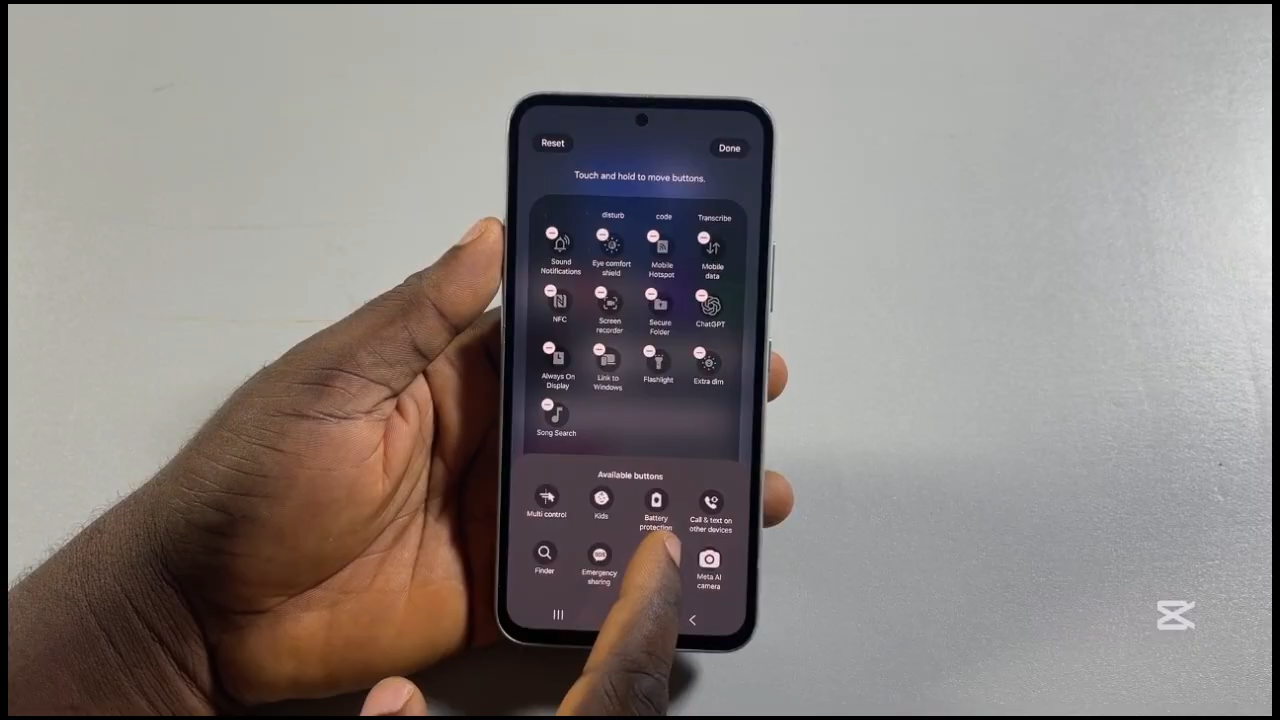 Reset
Done
Touch and hold to move buttons.
disturb
code
Transcribe
Sound
Notifications
Eye comfort
shield
Mobile
Hotspot
Mobile
data
NFC
Screen
recorder
Secure
Folder
ChatGPT
Always On
Display
Link to
Windows
Flashlight
Extra dim
Song Search
Available buttons
Multi control
Kids
Battery
protection
Call & text on
other devices
Finder
SOS
Emergency
sharing
Meta AI
camera